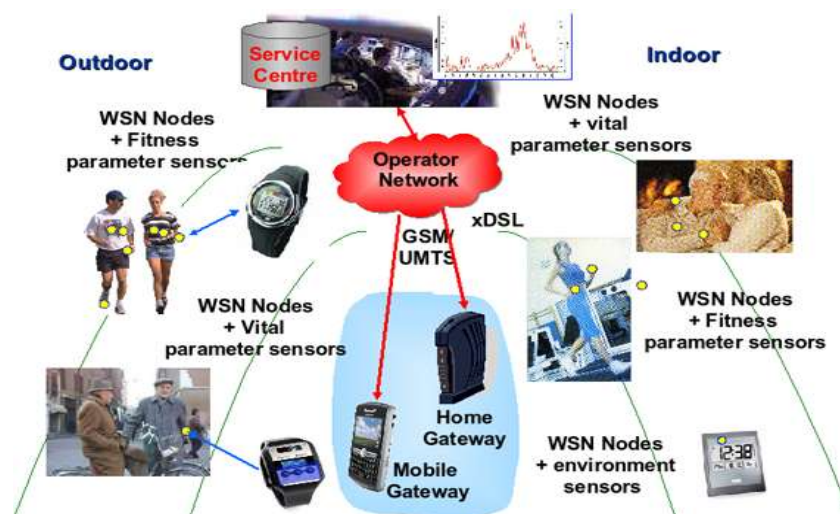 Service
Centre
Outdoor
Indoor
WSN Nodes
+ Fitness
parameter sensors
WSN Nodes
+ vital
parameter sensors
Operator
Network
xDSL
GSM/
UMTS
WSN Nodes
+ Vital
parameter sensors
WSN Nodes
+ Fitness
parameter sensors
Home
Gateway
Mobile
Gateway
WSN Nodes
+ environment
sensors
12:38